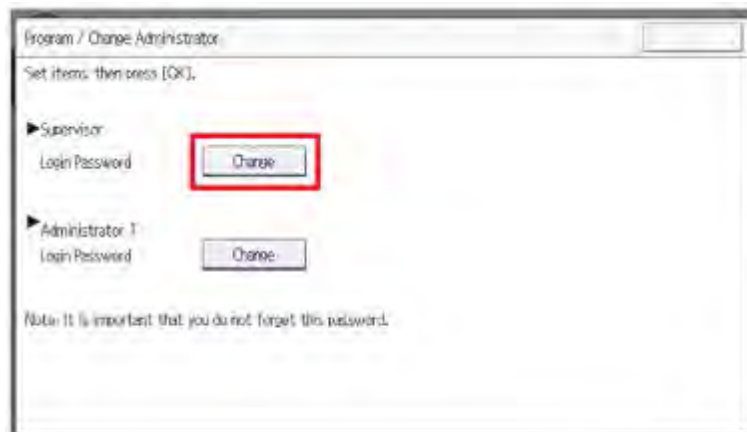 Program / Change Administrator
Set items, then press [OK].
▶Supervisor
Login Password Change
▶Administrator 1
Login Password Change
Note: It is important that you do not forget this password.